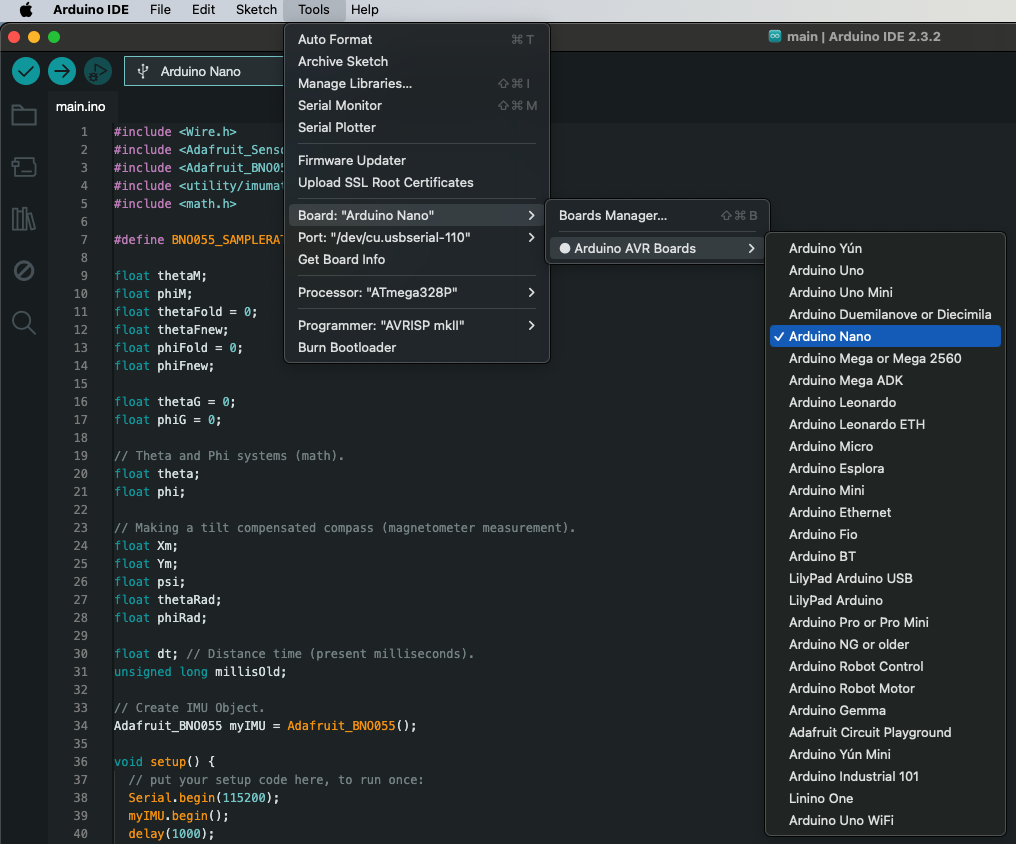 Arduino IDE File Edit Sketch Tools Help
main | Arduino IDE 2.3.2
Arduino Nano
main.ino
1 #include <Wire.h>
2 #include <Adafruit_Senso
3 #include <Adafruit_BNO05
4 #include <utility/imumat
5 #include <math.h>
6
7 #define BNO055_SAMPLERAT
8
9 float thetaM;
10 float phiM;
11 float thetaFold = 0;
12 float thetaFnew;
13 float phiFold = 0;
14 float phiFnew;
15
16 float thetaG = 0;
17 float phiG = 0;
18
19 // Theta and Phi systems (math).
20 float theta;
21 float phi;
22
23 // Making a tilt compensated compass (magnetometer measurement).
24 float Xm;
25 float Ym;
26 float psi;
27 float thetaRad;
28 float phiRad;
29
30 float dt; // Distance time (present milliseconds).
31 unsigned long millisOld;
32
33 // Create IMU Object.
34 Adafruit_BNO055 myIMU = Adafruit_BNO055();
35
36 void setup() {
37 // put your setup code here, to run once:
38 Serial.begin(115200);
39 myIMU.begin();
40 delay(1000);
Auto Format ⌘ T
Archive Sketch
Manage Libraries... ⇧ ⌘ I
Serial Monitor ⇧ ⌘ M
Serial Plotter
Firmware Updater
Upload SSL Root Certificates
Board: "Arduino Nano"
Port: "/dev/cu.usbserial-110"
Get Board Info
Processor: "ATmega328P"
Programmer: "AVRISP mkII"
Burn Bootloader
Boards Manager... ⇧ ⌘ B
Arduino AVR Boards
Arduino Yún
Arduino Uno
Arduino Uno Mini
Arduino Duemilanove or Diecimila
✓ Arduino Nano
Arduino Mega or Mega 2560
Arduino Mega ADK
Arduino Leonardo
Arduino Leonardo ETH
Arduino Micro
Arduino Esplora
Arduino Mini
Arduino Ethernet
Arduino Fio
Arduino BT
LilyPad Arduino USB
LilyPad Arduino
Arduino Pro or Pro Mini
Arduino NG or older
Arduino Robot Control
Arduino Robot Motor
Arduino Gemma
Adafruit Circuit Playground
Arduino Yún Mini
Arduino Industrial 101
Linino One
Arduino Uno WiFi